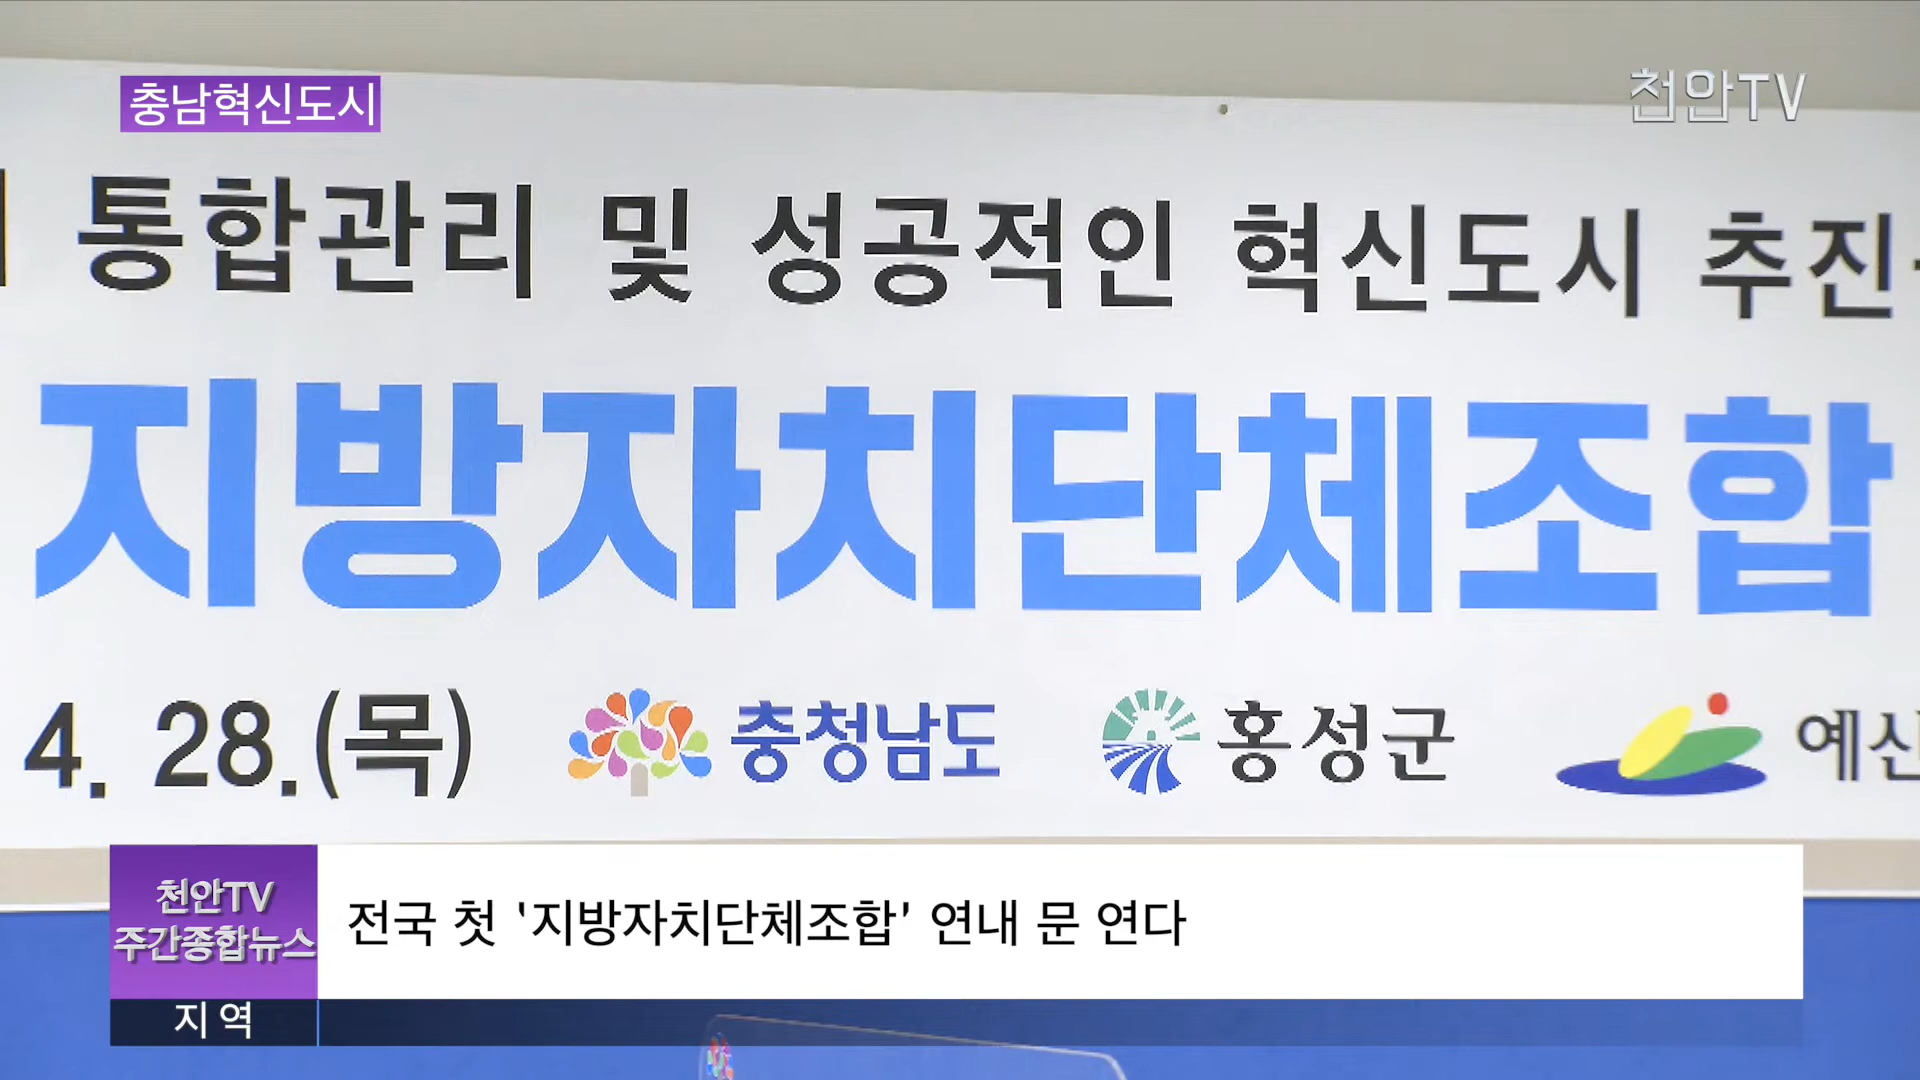 충남혁신도시
천안TV
통합관리 및 성공적인 혁신도시 추진
지방자치단체조합
4. 28.(목)
충청남도
홍성군
예산
천안TV
주간종합뉴스
전국 첫 '지방자치단체조합' 연내 문 연다
지역